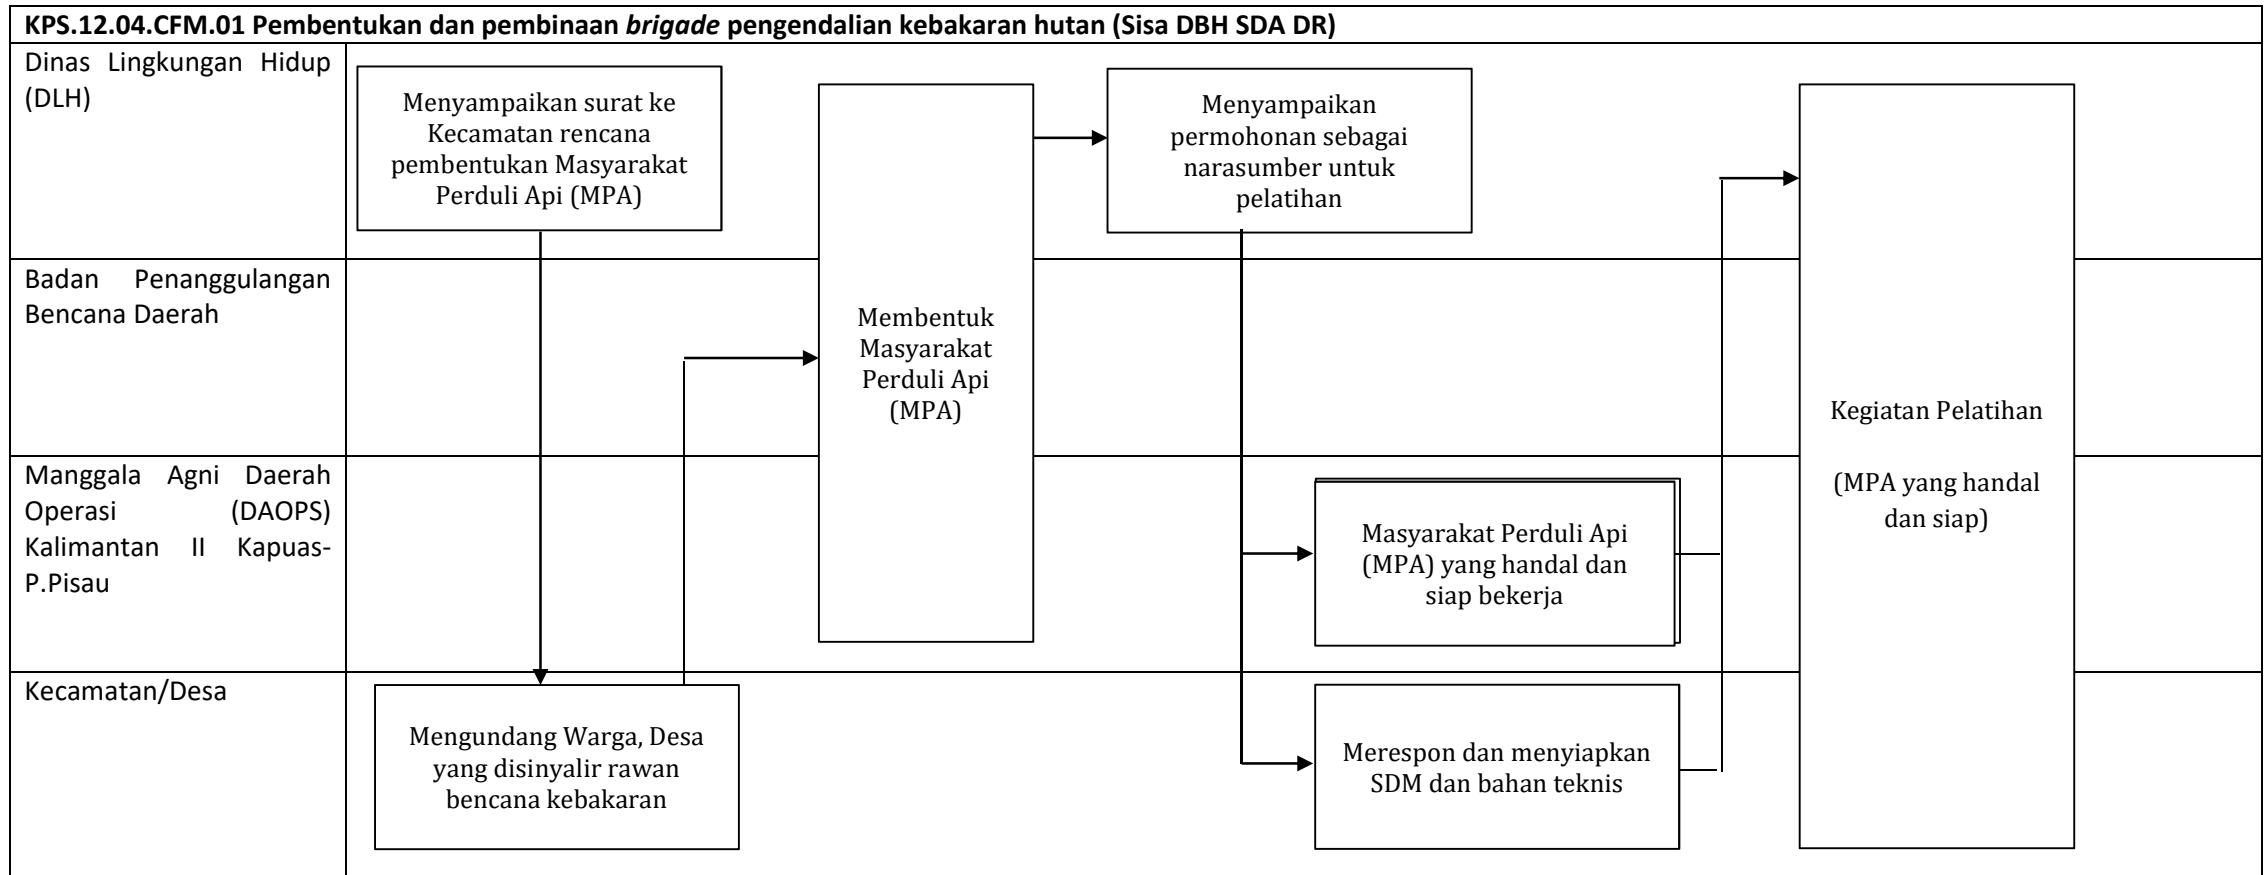 KPS.12.04.CFM.01 Pembentukan dan pembinaan brigade pengendalian kebakaran hutan (Sisa DBH SDA DR)
Dinas Lingkungan Hidup
(DLH)
Menyampaikan surat ke
Kecamatan rencana
pembentukan Masyarakat
Perduli Api (MPA)
Menyampaikan
permohonan sebagai
narasumber untuk
pelatihan
Badan Penanggulangan
Bencana Daerah
Membentuk
Masyarakat
Perduli Api
(MPA)
Kegiatan Pelatihan
(MPA yang handal
dan siap)
Manggala Agni Daerah
Operasi (DAOPS)
Kalimantan II Kapuas-
P.Pisau
Masyarakat Perduli Api
(MPA) yang handal dan
siap bekerja
Kecamatan/Desa
Mengundang Warga, Desa
yang disinyalir rawan
bencana kebakaran
Merespon dan menyiapkan
SDM dan bahan teknis